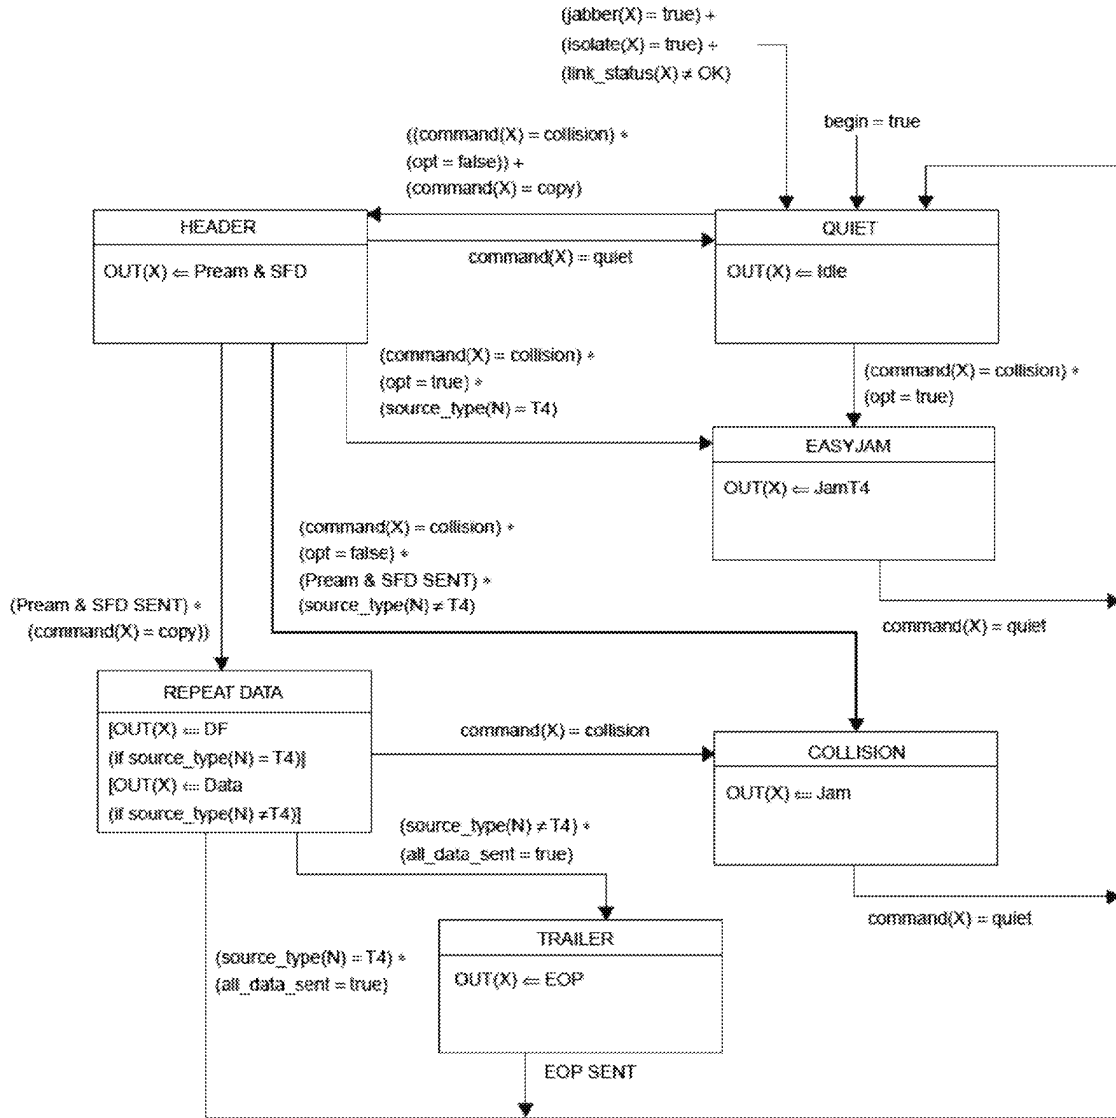 (jabber(X) = true) +
(isolate(X) = true) +
(link_status(X) ≠ OK)
begin = true
((command(X) = collision) *
(opt = false)) +
(command(X) = copy)
HEADER
OUT(X) ⇐ Pream & SFD
command(X) = quiet
QUIET
OUT(X) ⇐ Idle
(command(X) = collision) *
(opt = true) *
(source_type(N) = T4)
(command(X) = collision) *
(opt = true)
EASYJAM
OUT(X) ⇐ JamT4
(command(X) = collision) *
(opt = false) *
(Pream & SFD SENT) *
(source_type(N) ≠ T4)
(Pream & SFD SENT) *
(command(X) = copy))
command(X) = quiet
REPEAT DATA
[OUT(X) ⇐ DF
(if source_type(N) = T4)]
[OUT(X) ⇐ Data
(if source_type(N) ≠T4)]
command(X) = collision
COLLISION
OUT(X) ⇐ Jam
(source_type(N) ≠ T4) *
(all_data_sent = true)
command(X) = quiet
TRAILER
OUT(X) ⇐ EOP
(source_type(N) = T4) *
(all_data_sent = true)
EOP SENT